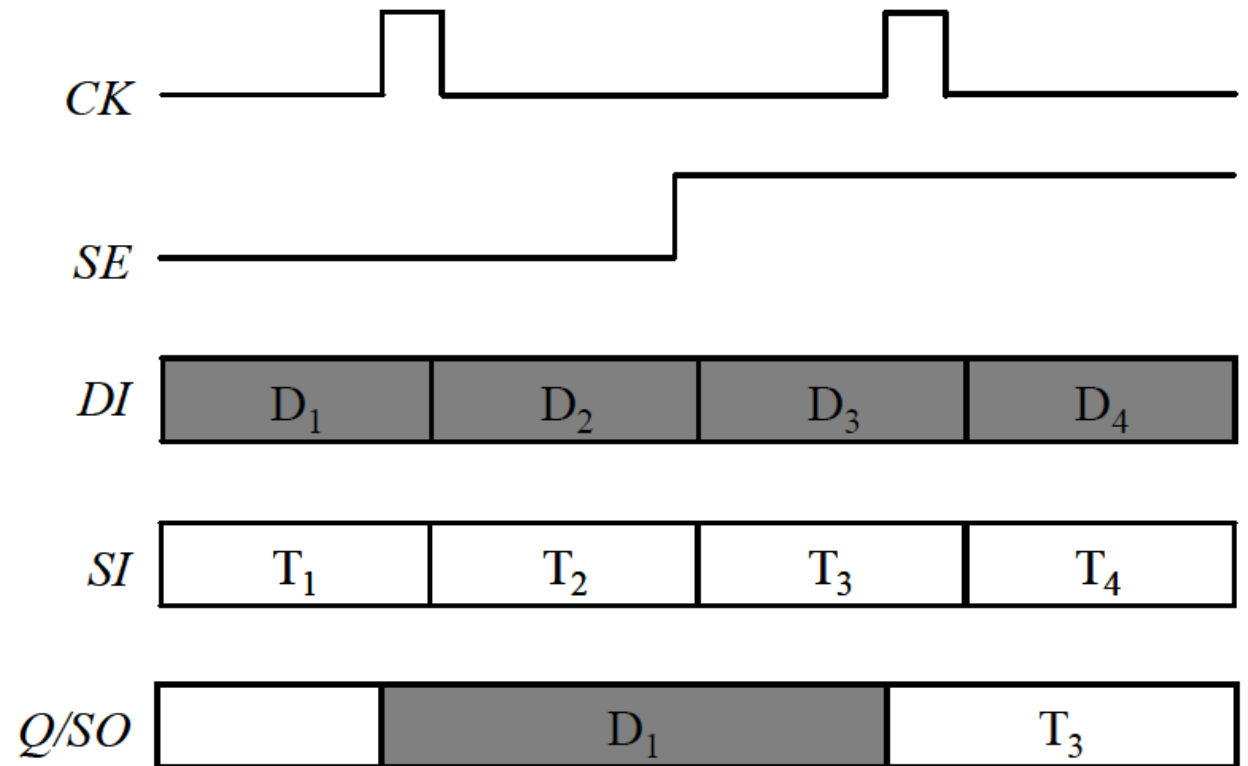 CK
SE
DI D₁ D₂ D₃ D₄
SI T₁ T₂ T₃ T₄
Q/SO D₁ T₃